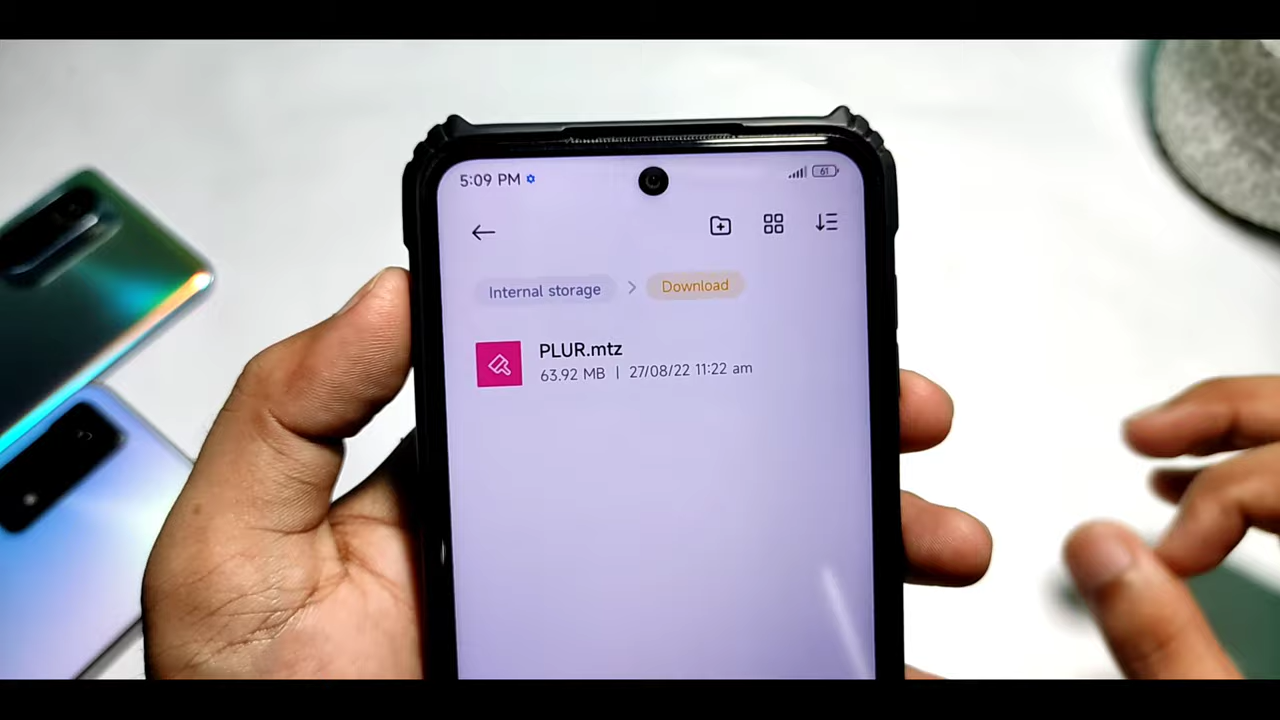 5:09 PM
61
Internal storage > Download
PLUR.mtz
63.92 MB | 27/08/22 11:22 am